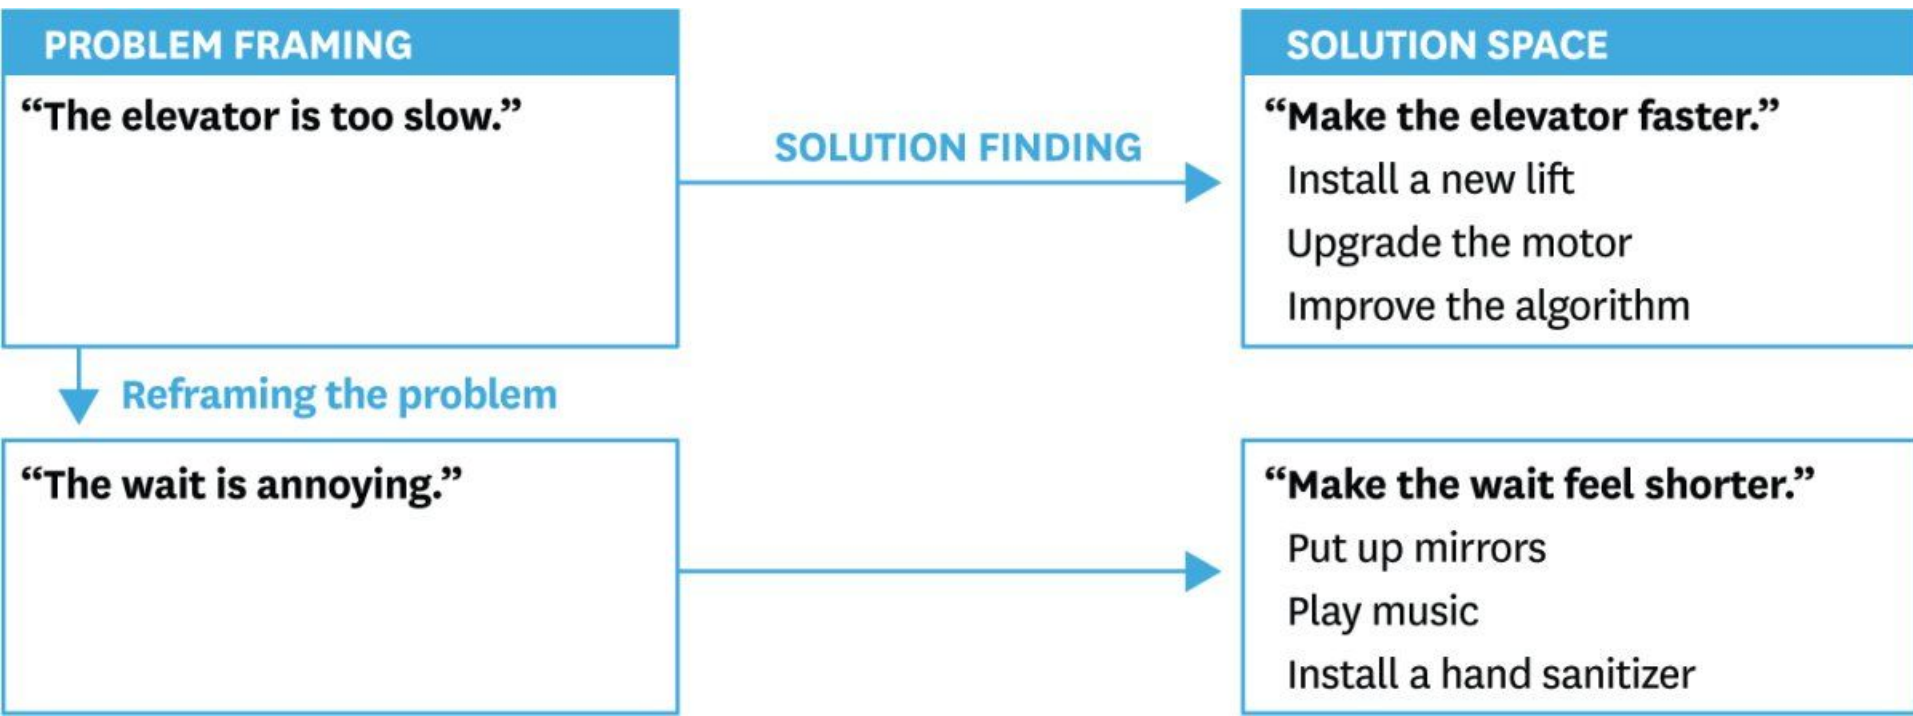 PROBLEM FRAMING
“The elevator is too slow.”
SOLUTION FINDING
SOLUTION SPACE
“Make the elevator faster.”
Install a new lift
Upgrade the motor
Improve the algorithm
Reframing the problem
“The wait is annoying.”
“Make the wait feel shorter.”
Put up mirrors
Play music
Install a hand sanitizer